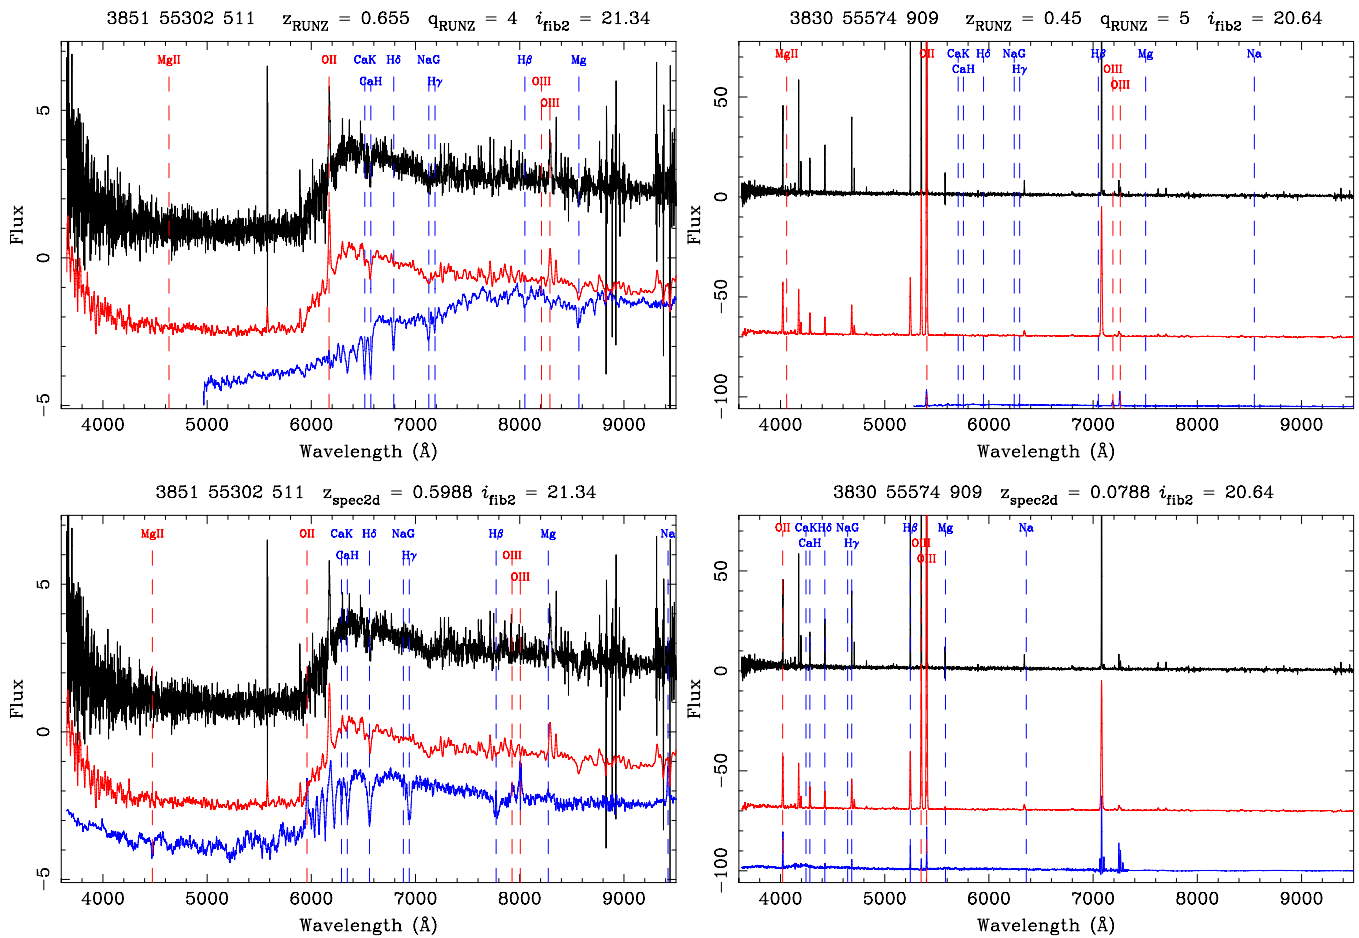 3851 55302 511 z_RUNZ = 0.655 q_RUNZ = 4 i_fib2 = 21.34
MgII OII CaK Hδ NaG Hβ OIII Mg
CaH Hγ OIII
Flux
5
0
−5
4000 5000 6000 7000 8000 9000
Wavelength (Å)
3830 55574 909 z_RUNZ = 0.45 q_RUNZ = 5 i_fib2 = 20.64
MgII OII CaK Hδ NaG Hβ Mg Na
CaH Hγ OIII
OIII
Flux
50
0
−50
−100
4000 5000 6000 7000 8000 9000
Wavelength (Å)
3851 55302 511 z_spec2d = 0.5988 i_fib2 = 21.34
MgII OII CaK Hδ NaG Hβ Mg Na
CaH Hγ OIII
OIII
Flux
5
0
−5
4000 5000 6000 7000 8000 9000
Wavelength (Å)
3830 55574 909 z_spec2d = 0.0788 i_fib2 = 20.64
OII CaK Hδ NaG Hβ Mg Na
CaH Hγ OIII
OIII
Flux
50
0
−50
−100
4000 5000 6000 7000 8000 9000
Wavelength (Å)